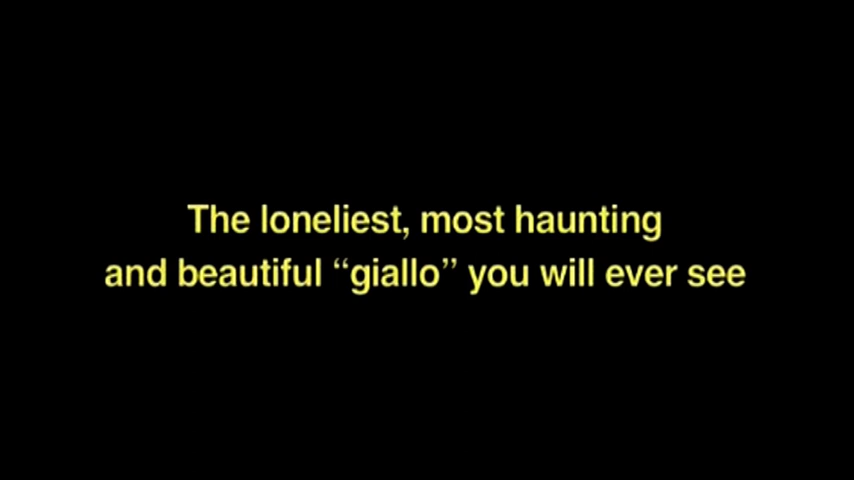 The loneliest, most haunting
and beautiful “giallo” you will ever see